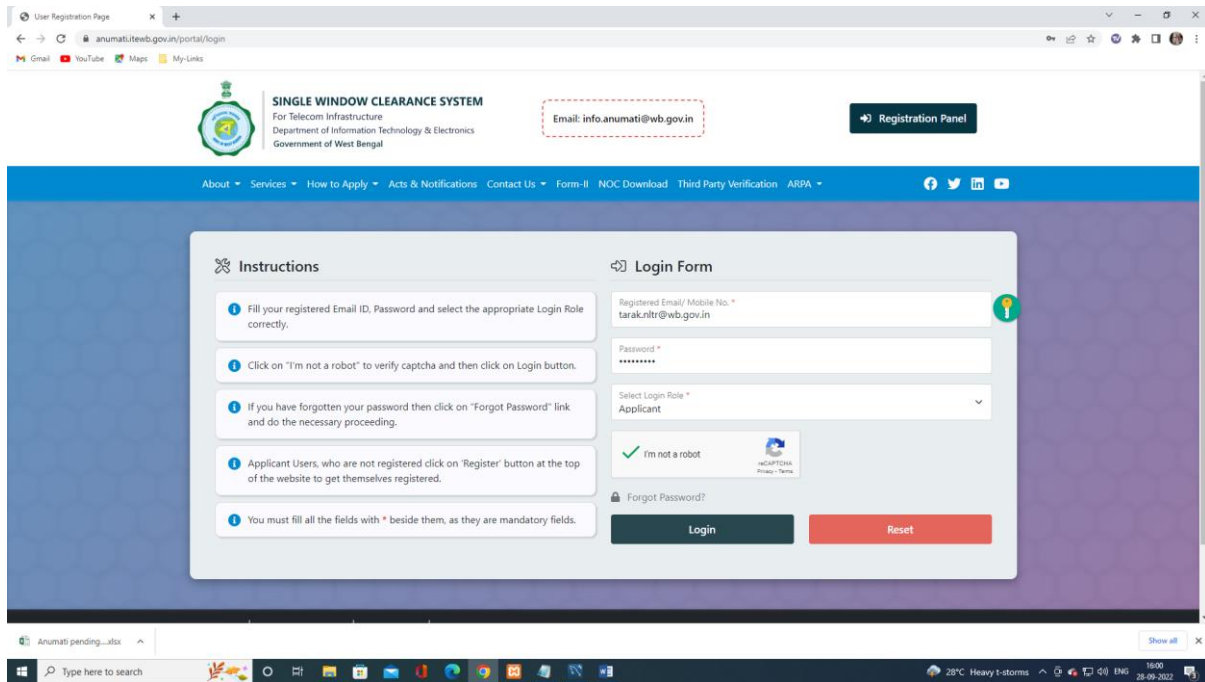 User Registration Page
anumati.itewb.gov.in/portal/login
Gmail YouTube Maps My-Links
SINGLE WINDOW CLEARANCE SYSTEM
For Telecom Infrastructure
Department of Information Technology & Electronics
Government of West Bengal
Email: info.anumati@wb.gov.in
Registration Panel
About Services How to Apply Acts & Notifications Contact Us Form-II NOC Download Third Party Verification ARPA
Instructions
Fill your registered Email ID, Password and select the appropriate Login Role
correctly.
Click on "I'm not a robot" to verify captcha and then click on Login button.
If you have forgotten your password then click on "Forgot Password" link
and do the necessary proceeding.
Applicant Users, who are not registered click on 'Register' button at the top
of the website to get themselves registered.
You must fill all the fields with * beside them, as they are mandatory fields.
Login Form
Registered Email/ Mobile No. *
tarak.nltr@wb.gov.in
Password *
•••••••••
Select Login Role *
Applicant
I'm not a robot
reCAPTCHA
Privacy - Terms
Forgot Password?
Login Reset
Anumati pending....xlsx
Show all
Type here to search
28°C Heavy t-storms ENG
16:00
28-09-2022